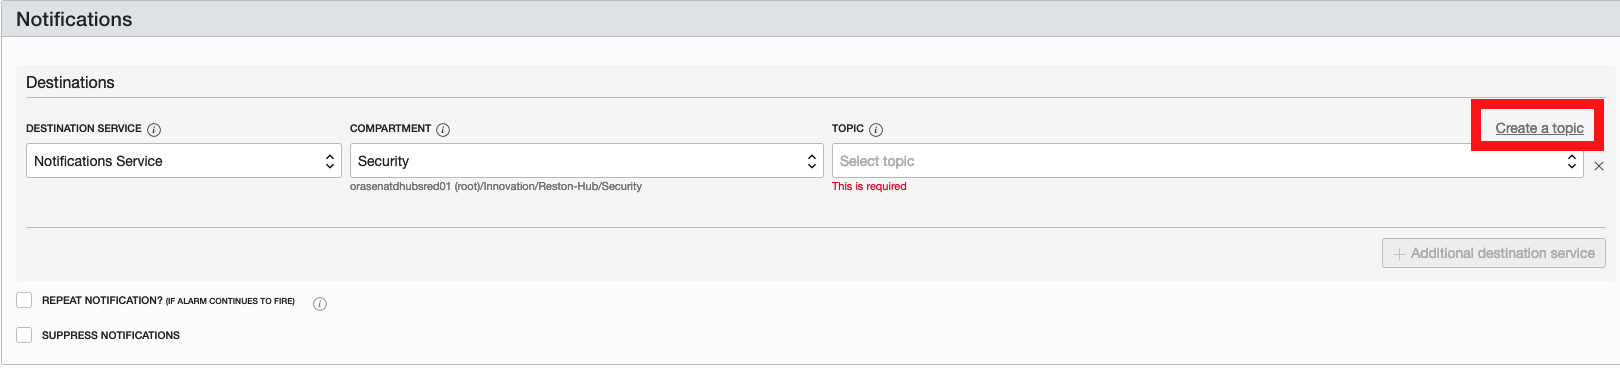 Notifications
Destinations
DESTINATION SERVICE i
COMPARTMENT i
TOPIC i
Create a topic
Notifications Service
Security
Select topic
orasenatdhubsred01 (root)/Innovation/Reston-Hub/Security
This is required
+ Additional destination service
REPEAT NOTIFICATION? (IF ALARM CONTINUES TO FIRE) i
SUPPRESS NOTIFICATIONS